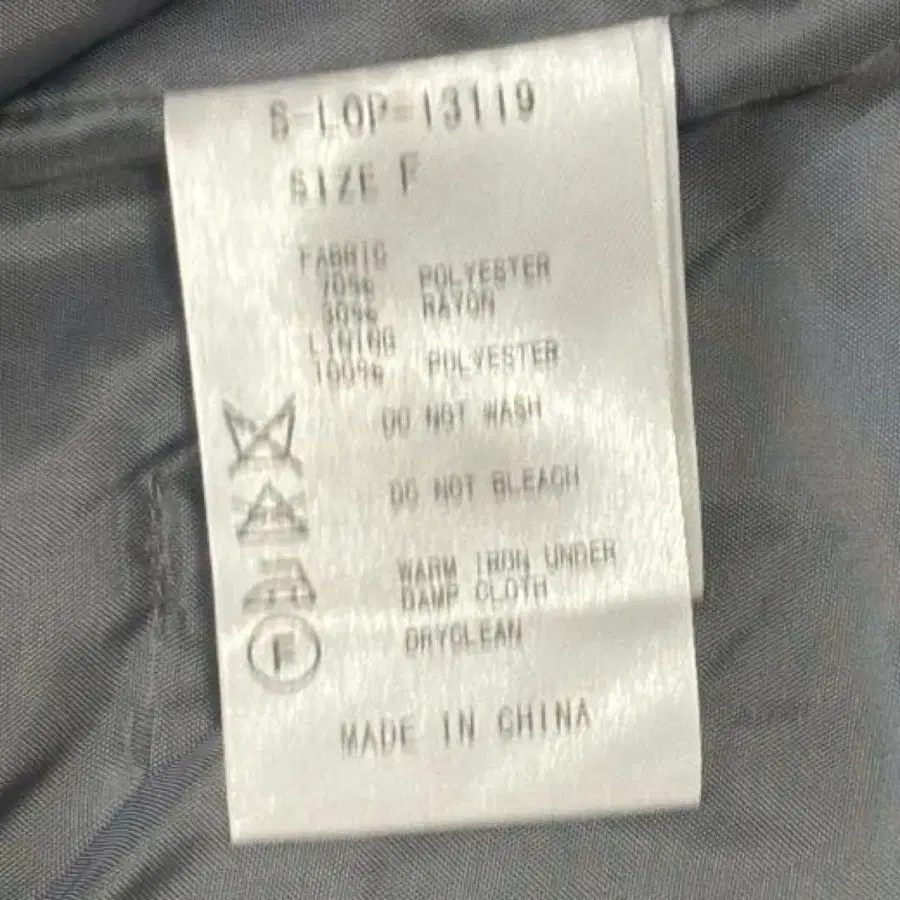 S-LOP-13119
SIZE F
FABRIC
70% POLYESTER
30% RAYON
LINING
100% POLYESTER
DO NOT WASH
DO NOT BLEACH
WARM IRON UNDER
DAMP CLOTH
F DRYCLEAN
MADE IN CHINA